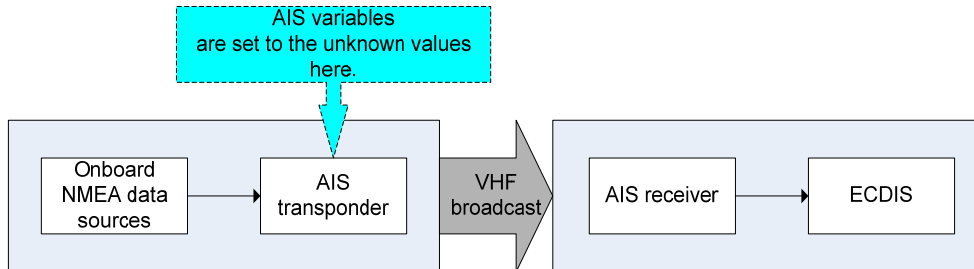 AIS variables
are set to the unknown values
here.
Onboard
NMEA data
sources
AIS
transponder
VHF
broadcast
AIS receiver
ECDIS